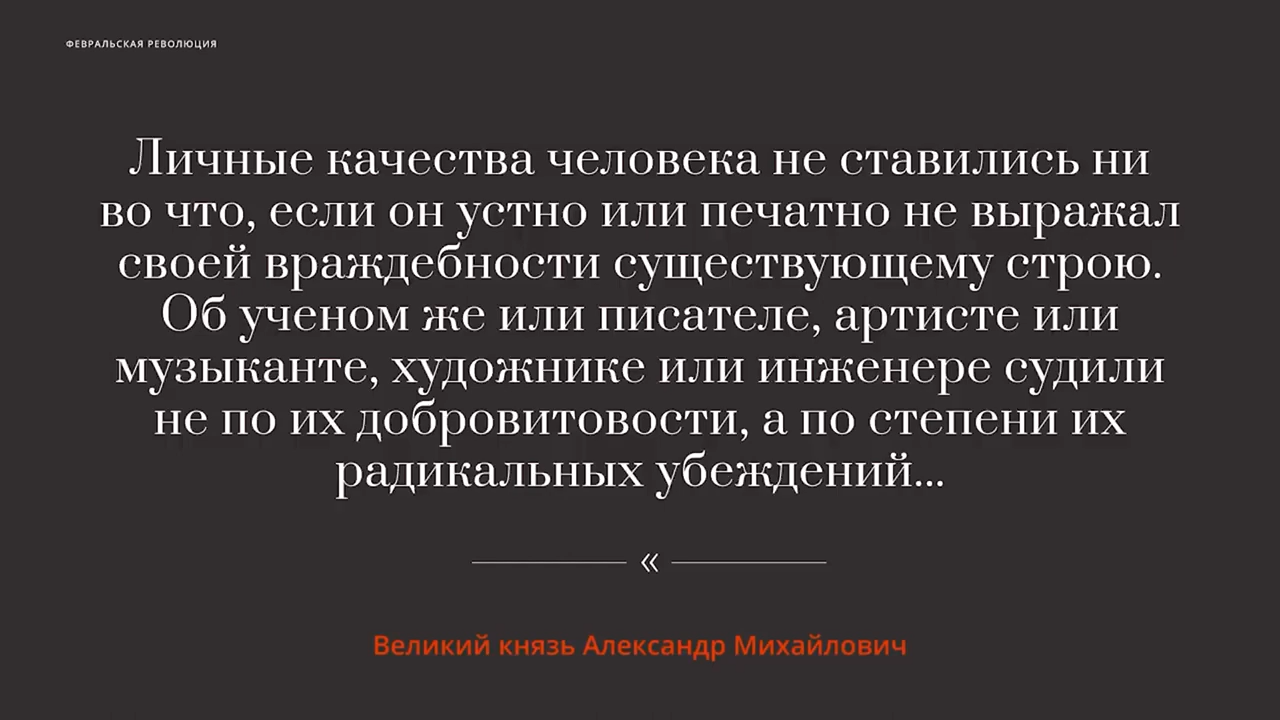 ФЕВРАЛЬСКАЯ РЕВОЛЮЦИЯ
Личные качества человека не ставились ни
во что, если он устно или печатно не выражал
своей враждебности существующему строю.
Об ученом же или писателе, артисте или
музыканте, художнике или инженере судили
не по их добровитовости, а по степени их
радикальных убеждений...
«
Великий князь Александр Михайлович